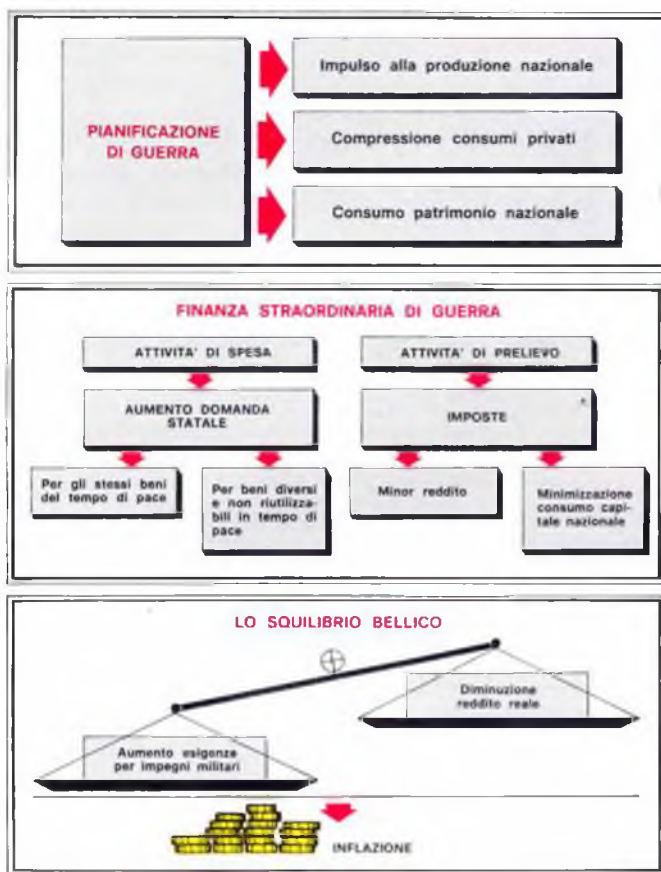 PIANIFICAZIONE
DI GUERRA
Impulso alla produzione nazionale
Compressione consumi privati
Consumo patrimonio nazionale
FINANZA STRAORDINARIA DI GUERRA
ATTIVITA' DI SPESA
ATTIVITA' DI PRELIEVO
AUMENTO DOMANDA
STATALE
IMPOSTE
Per gli stessi beni
del tempo di pace
Per beni diversi
e non riutilizza-
bili in tempo di
pace
Minor reddito
Minimizzazione
consumo capi-
tale nazionale
LO SQUILIBRIO BELLICO
Diminuzione
reddito reale
Aumento esigenze
per impegni militari
INFLAZIONE